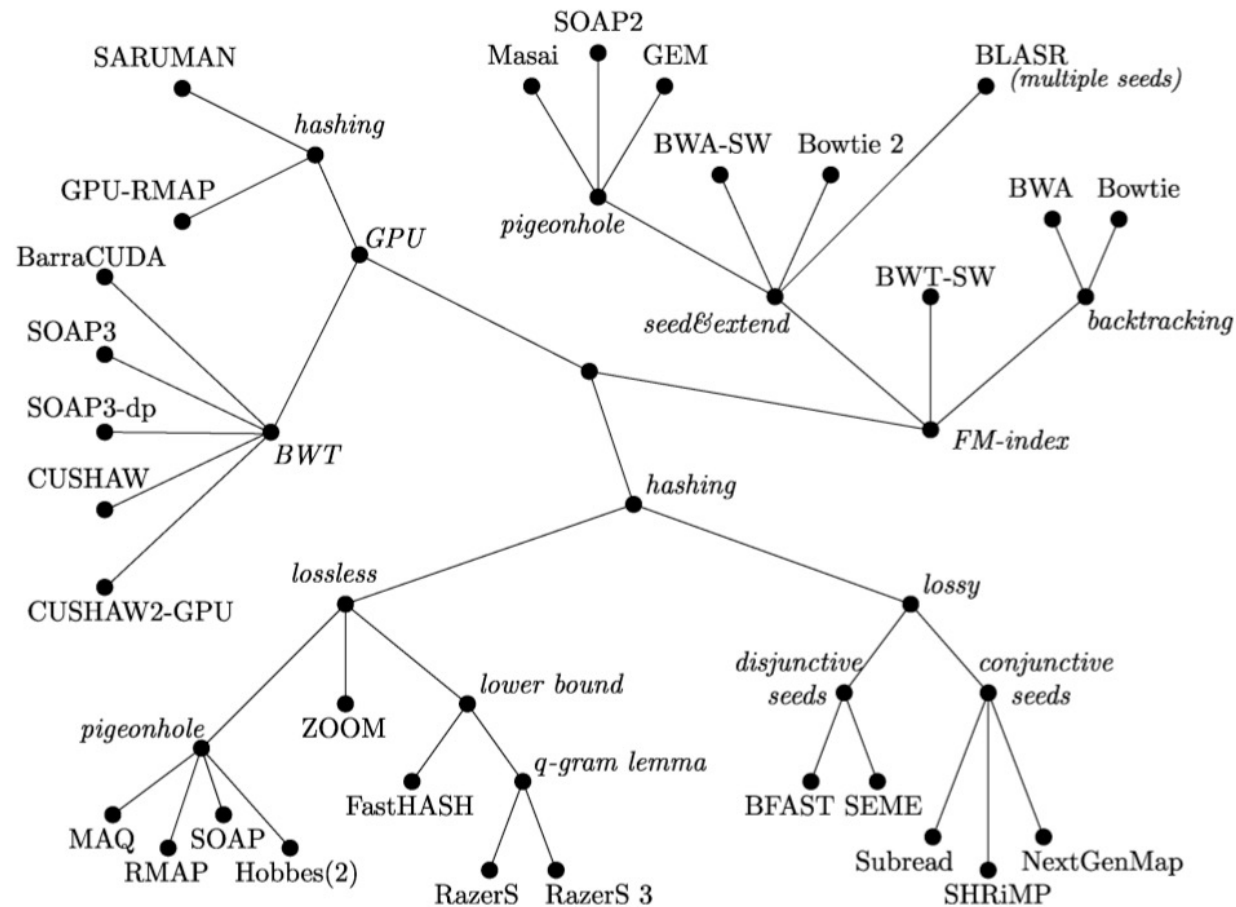 SOAP2
SARUMAN
Masai
GEM
BLASR
(multiple seeds)
hashing
BWA-SW
Bowtie 2
GPU-RMAP
BWA
Bowtie
pigeonhole
GPU
BarraCUDA
BWT-SW
SOAP3
seed&extend
backtracking
SOAP3-dp
BWT
FM-index
CUSHAW
hashing
lossless
lossy
CUSHAW2-GPU
disjunctive
seeds
conjunctive
seeds
lower bound
pigeonhole
ZOOM
q-gram lemma
FastHASH
BFAST
SEME
MAQ
SOAP
RMAP
Hobbes(2)
Subread
NextGenMap
RazerS
RazerS 3
SHRiMP